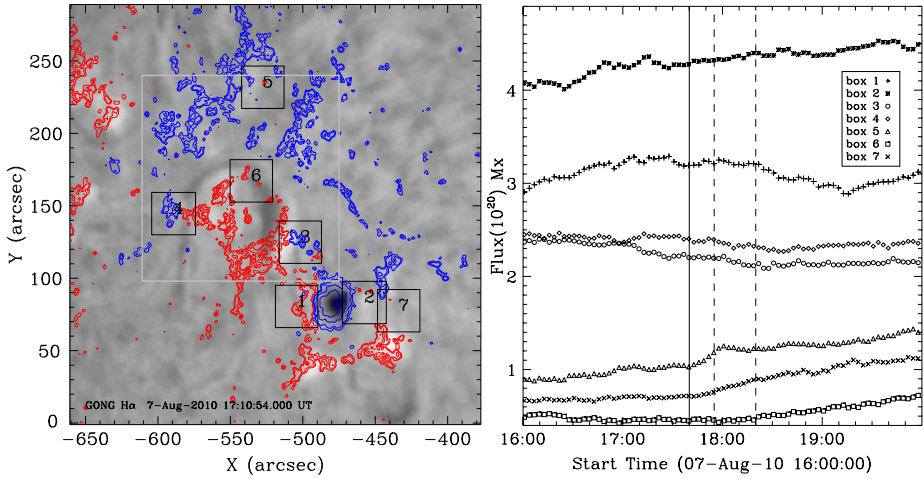 250
200
150
100
50
0
Y (arcsec)
5
6
4
3
1
2
7
GONG Hα 7-Aug-2010 17:10:54.000 UT
−650
−600
−550
−500
−450
−400
X (arcsec)
Flux(10²⁰) Mx
4
3
2
1
box 1
box 2
box 3
box 4
box 5
box 6
box 7
16:00
17:00
18:00
19:00
Start Time (07-Aug-10 16:00:00)